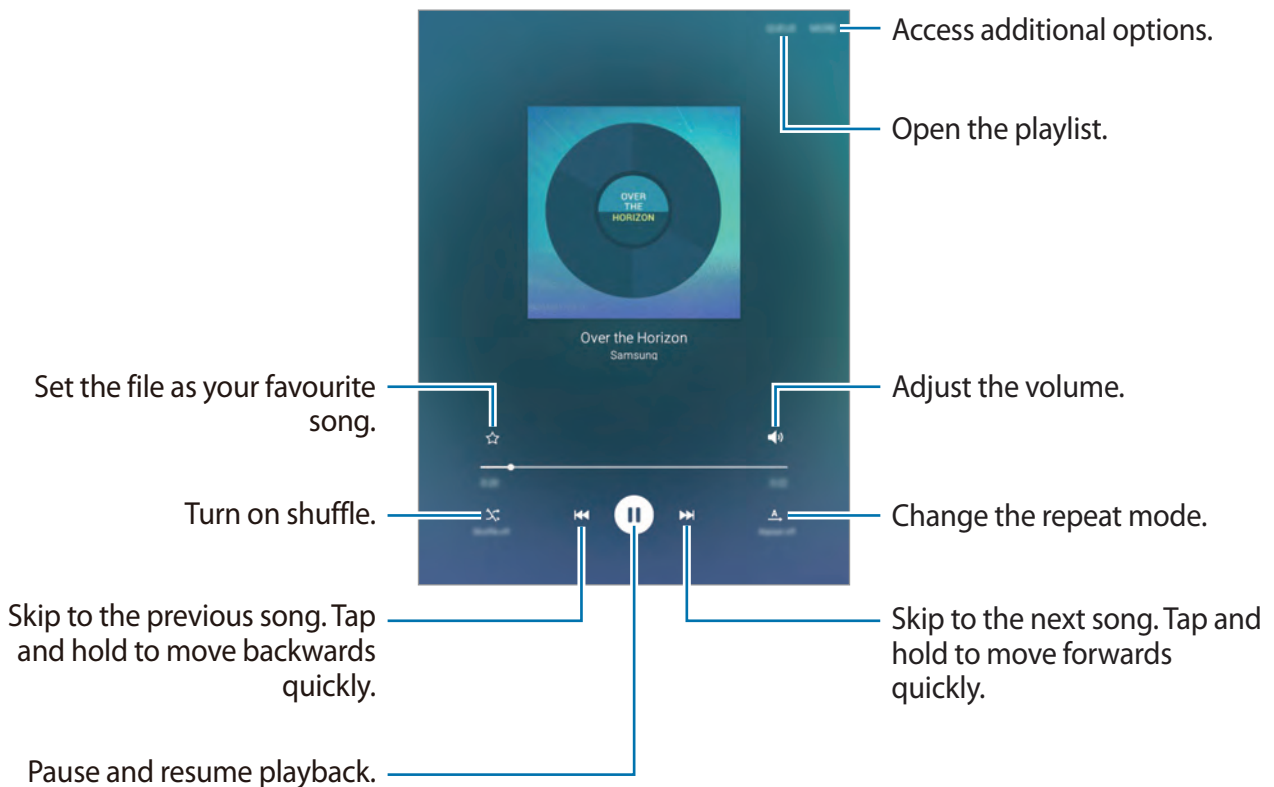 Access additional options.
Open the playlist.
OVER
THE
HORIZON
Over the Horizon
Samsung
Set the file as your favourite
song.
Adjust the volume.
Turn on shuffle.
Change the repeat mode.
Skip to the previous song. Tap
and hold to move backwards
quickly.
Skip to the next song. Tap and
hold to move forwards
quickly.
Pause and resume playback.